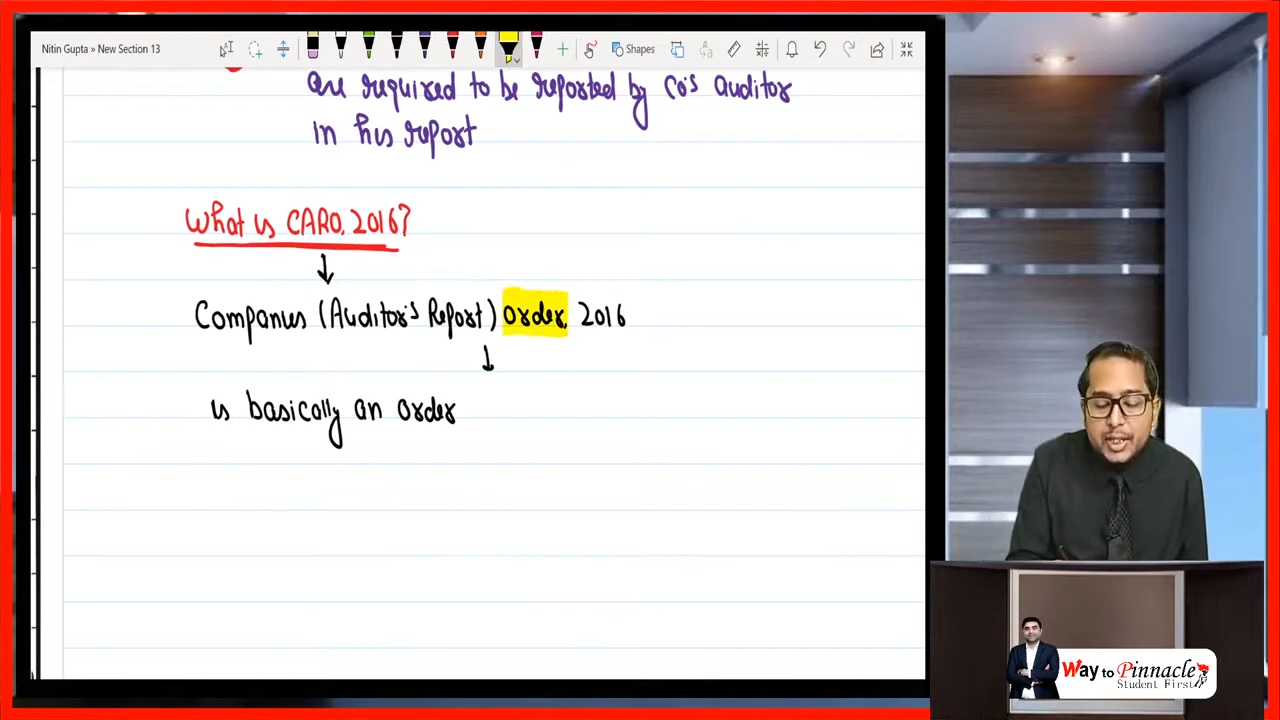 Nitin Gupta » New Section 13
Shapes
are required to be reported by Co's auditor
in his report
What is CARO, 2016?
Companies (Auditor's Report) Order, 2016
is basically an order
Way to Pinnacle
Student First